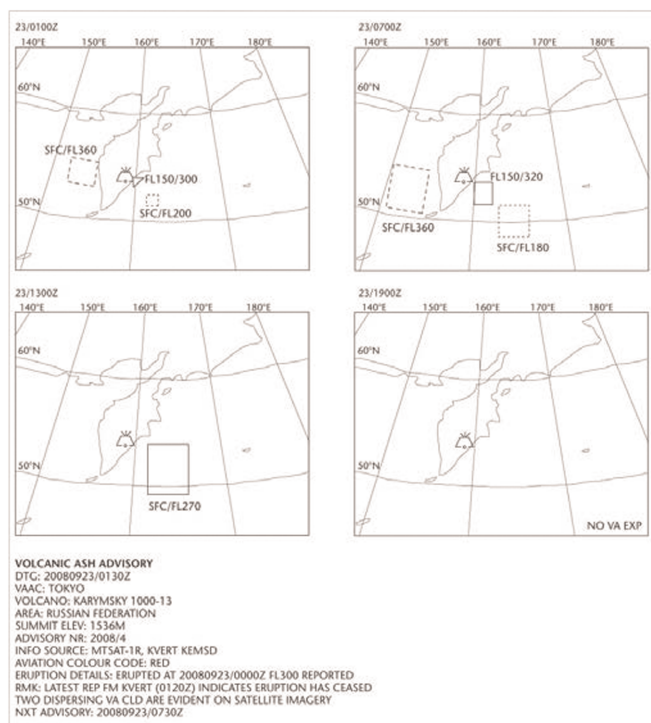 23/0100Z
140°E 150°E 160°E 170°E 180°E
60°N
SFC/FL360
FL150/300
50°N
SFC/FL200
23/0700Z
140°E 150°E 160°E 170°E 180°E
60°N
FL150/320
50°N
SFC/FL360
SFC/FL180
23/1300Z
140°E 150°E 160°E 170°E 180°E
60°N
50°N
SFC/FL270
23/1900Z
140°E 150°E 160°E 170°E 180°E
60°N
50°N
NO VA EXP
VOLCANIC ASH ADVISORY
DTG: 20080923/0130Z
VAAC: TOKYO
VOLCANO: KARYMSKY 1000-13
AREA: RUSSIAN FEDERATION
SUMMIT ELEV: 1536M
ADVISORY NR: 2008/4
INFO SOURCE: MTSAT-1R, KVERT KEMSD
AVIATION COLOUR CODE: RED
ERUPTION DETAILS: ERUPTED AT 20080923/0000Z FL300 REPORTED
RMK: LATEST REP FM KVERT (0120Z) INDICATES ERUPTION HAS CEASED
TWO DISPERSING VA CLD ARE EVIDENT ON SATELLITE IMAGERY
NXT ADVISORY: 20080923/0730Z